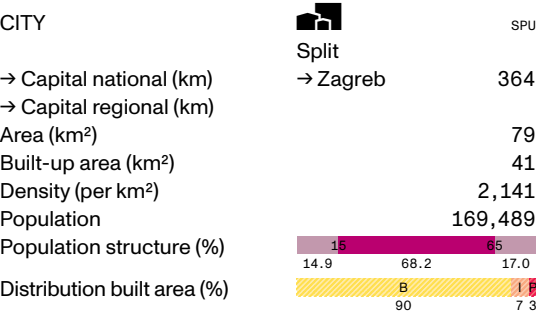 CITY SPU
Split
→ Capital national (km) → Zagreb 364
→ Capital regional (km)
Area (km²) 79
Built-up area (km²) 41
Density (per km²) 2,141
Population 169,489
Population structure (%) 15 65
14.9 68.2 17.0
Distribution built area (%) B I P
90 7 3